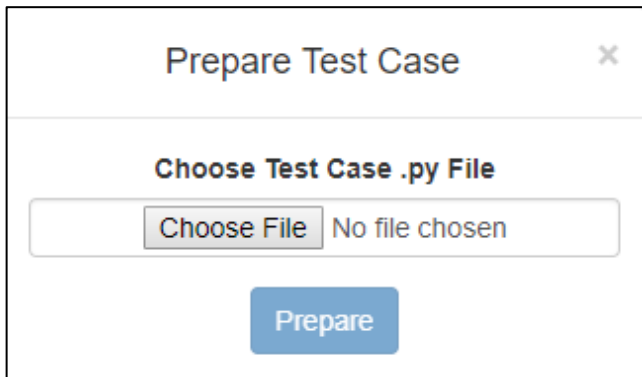 Prepare Test Case ×
Choose Test Case .py File
Choose File No file chosen
Prepare